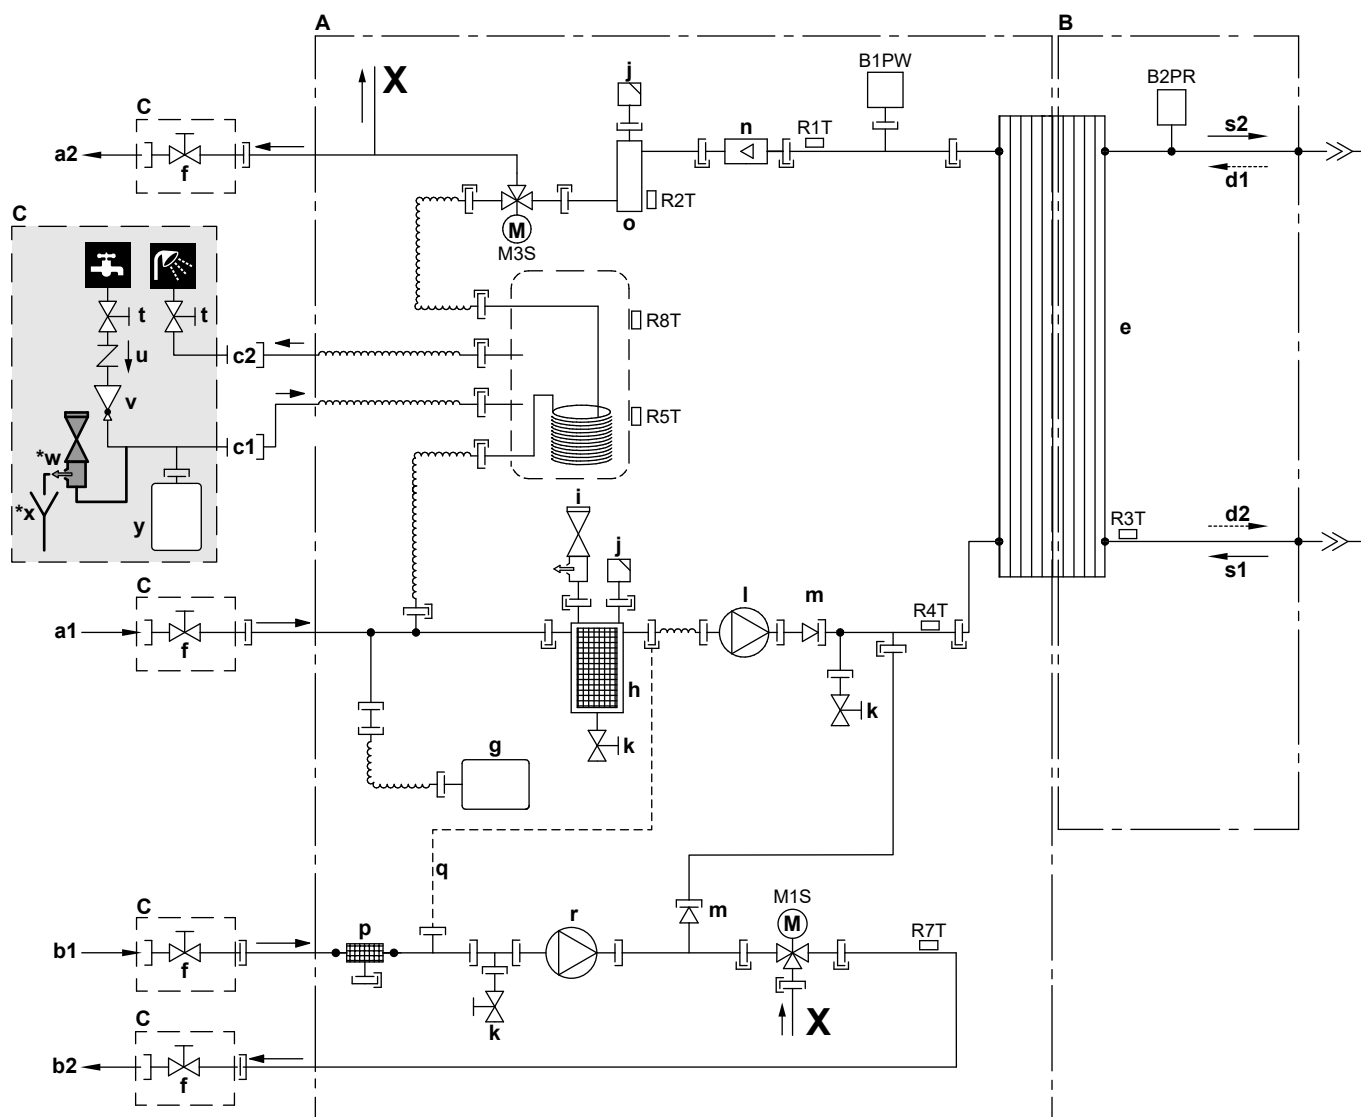 A
B
X
j
B1PW
B2PR
C
a2
f
n
R1T
s2
d1
R2T
o
M
M3S
C
t
t
u
c2
R8T
e
v
c1
R5T
*w
*x
y
i
j
R3T
d2
s1
C
a1
f
l
m
R4T
h
k
k
g
q
C
b1
f
p
r
m
M1S
M
R7T
k
X
C
b2
f